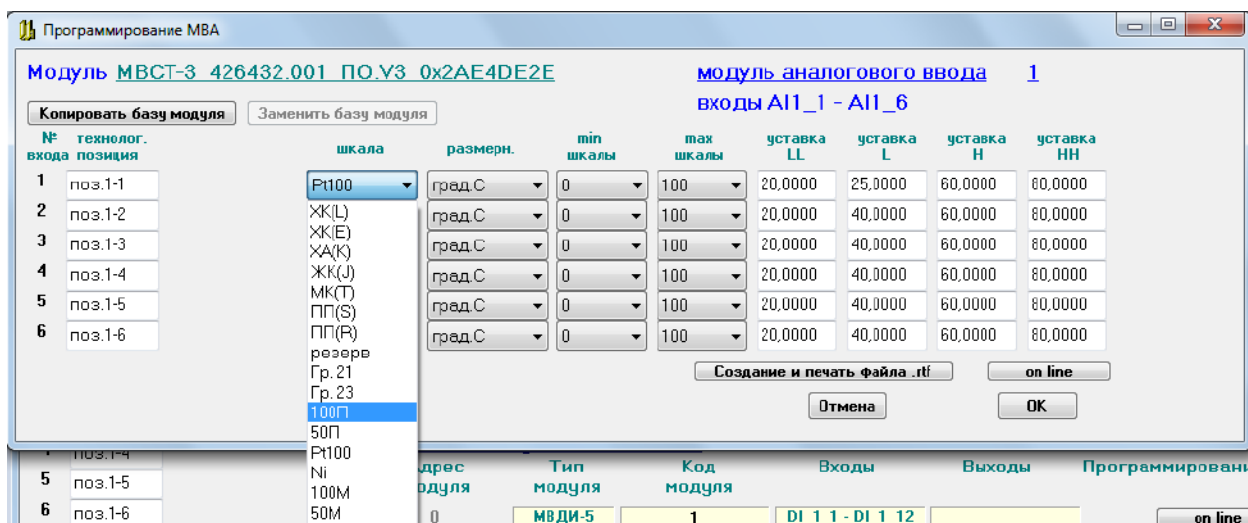 Программирование МВА
Модуль МВСТ-3 426432.001 ПО.V3 0x2AE4DE2E модуль аналогового ввода 1
входы AI1_1 - AI1_6
Копировать базу модуля Заменить базу модуля
№ входа технолог. позиция шкала размерн. min шкалы max шкалы уставка LL уставка L уставка H уставка HH
1 поз.1-1 Pt100 град.С 0 100 20,0000 25,0000 60,0000 80,0000
2 поз.1-2 град.С 0 100 20,0000 40,0000 60,0000 80,0000
3 поз.1-3 град.С 0 100 20,0000 40,0000 60,0000 80,0000
4 поз.1-4 град.С 0 100 20,0000 40,0000 60,0000 80,0000
5 поз.1-5 град.С 0 100 20,0000 40,0000 60,0000 80,0000
6 поз.1-6 град.С 0 100 20,0000 40,0000 60,0000 80,0000
ХК(L)
ХК(E)
ХА(K)
ЖК(J)
МК(T)
ПП(S)
ПП(R)
резерв
Гр.21
Гр.23
100П
50П
Pt100
Ni
100М
50М
Создание и печать файла .rtf on line
Отмена OK
поз.1-4
дрес модуля Тип модуля Код модуля Входы Выходы Программировани
5 поз.1-5
6 поз.1-6 0 МВДИ-5 1 DI_1_1 - DI_1_12 on line